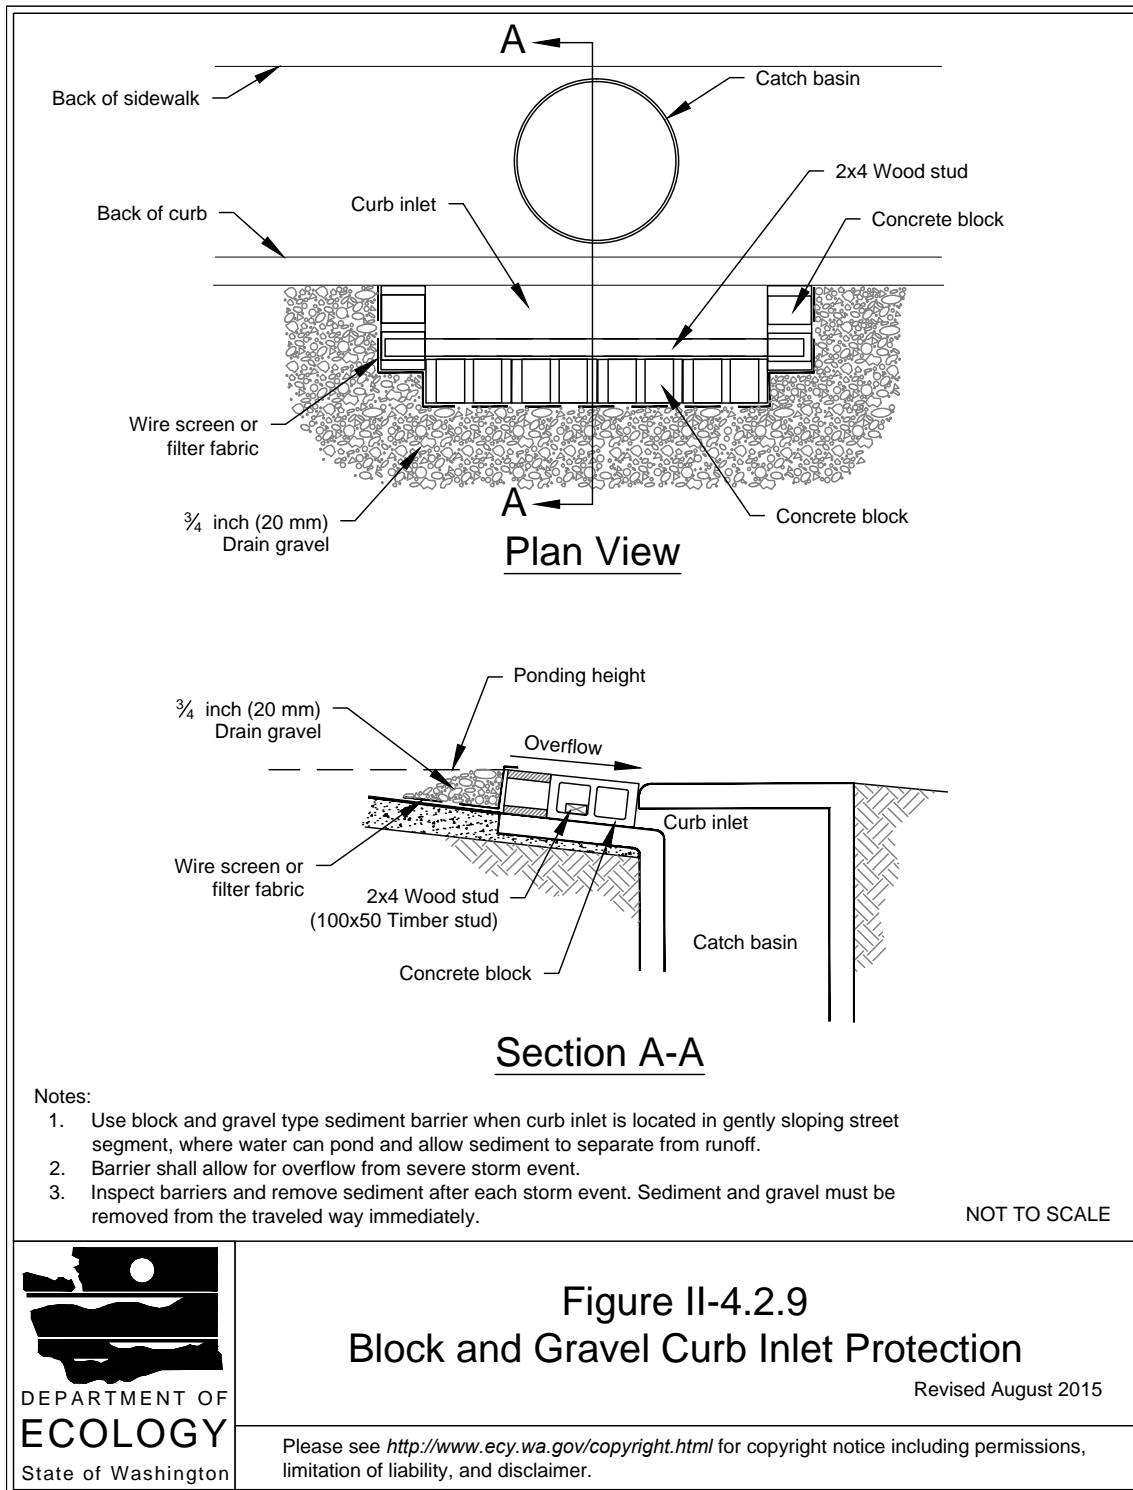 A
Back of sidewalk
Catch basin
2x4 Wood stud
Back of curb
Curb inlet
Concrete block
Wire screen or
filter fabric
A
¾ inch (20 mm)
Drain gravel
Concrete block
Plan View
Ponding height
¾ inch (20 mm)
Drain gravel
Overflow
Curb inlet
Wire screen or
filter fabric
2x4 Wood stud
(100x50 Timber stud)
Catch basin
Concrete block
Section A-A
Notes:
1. Use block and gravel type sediment barrier when curb inlet is located in gently sloping street
segment, where water can pond and allow sediment to separate from runoff.
2. Barrier shall allow for overflow from severe storm event.
3. Inspect barriers and remove sediment after each storm event. Sediment and gravel must be
removed from the traveled way immediately.
NOT TO SCALE
DEPARTMENT OF
ECOLOGY
State of Washington
Figure II-4.2.9
Block and Gravel Curb Inlet Protection
Revised August 2015
Please see http://www.ecy.wa.gov/copyright.html for copyright notice including permissions,
limitation of liability, and disclaimer.